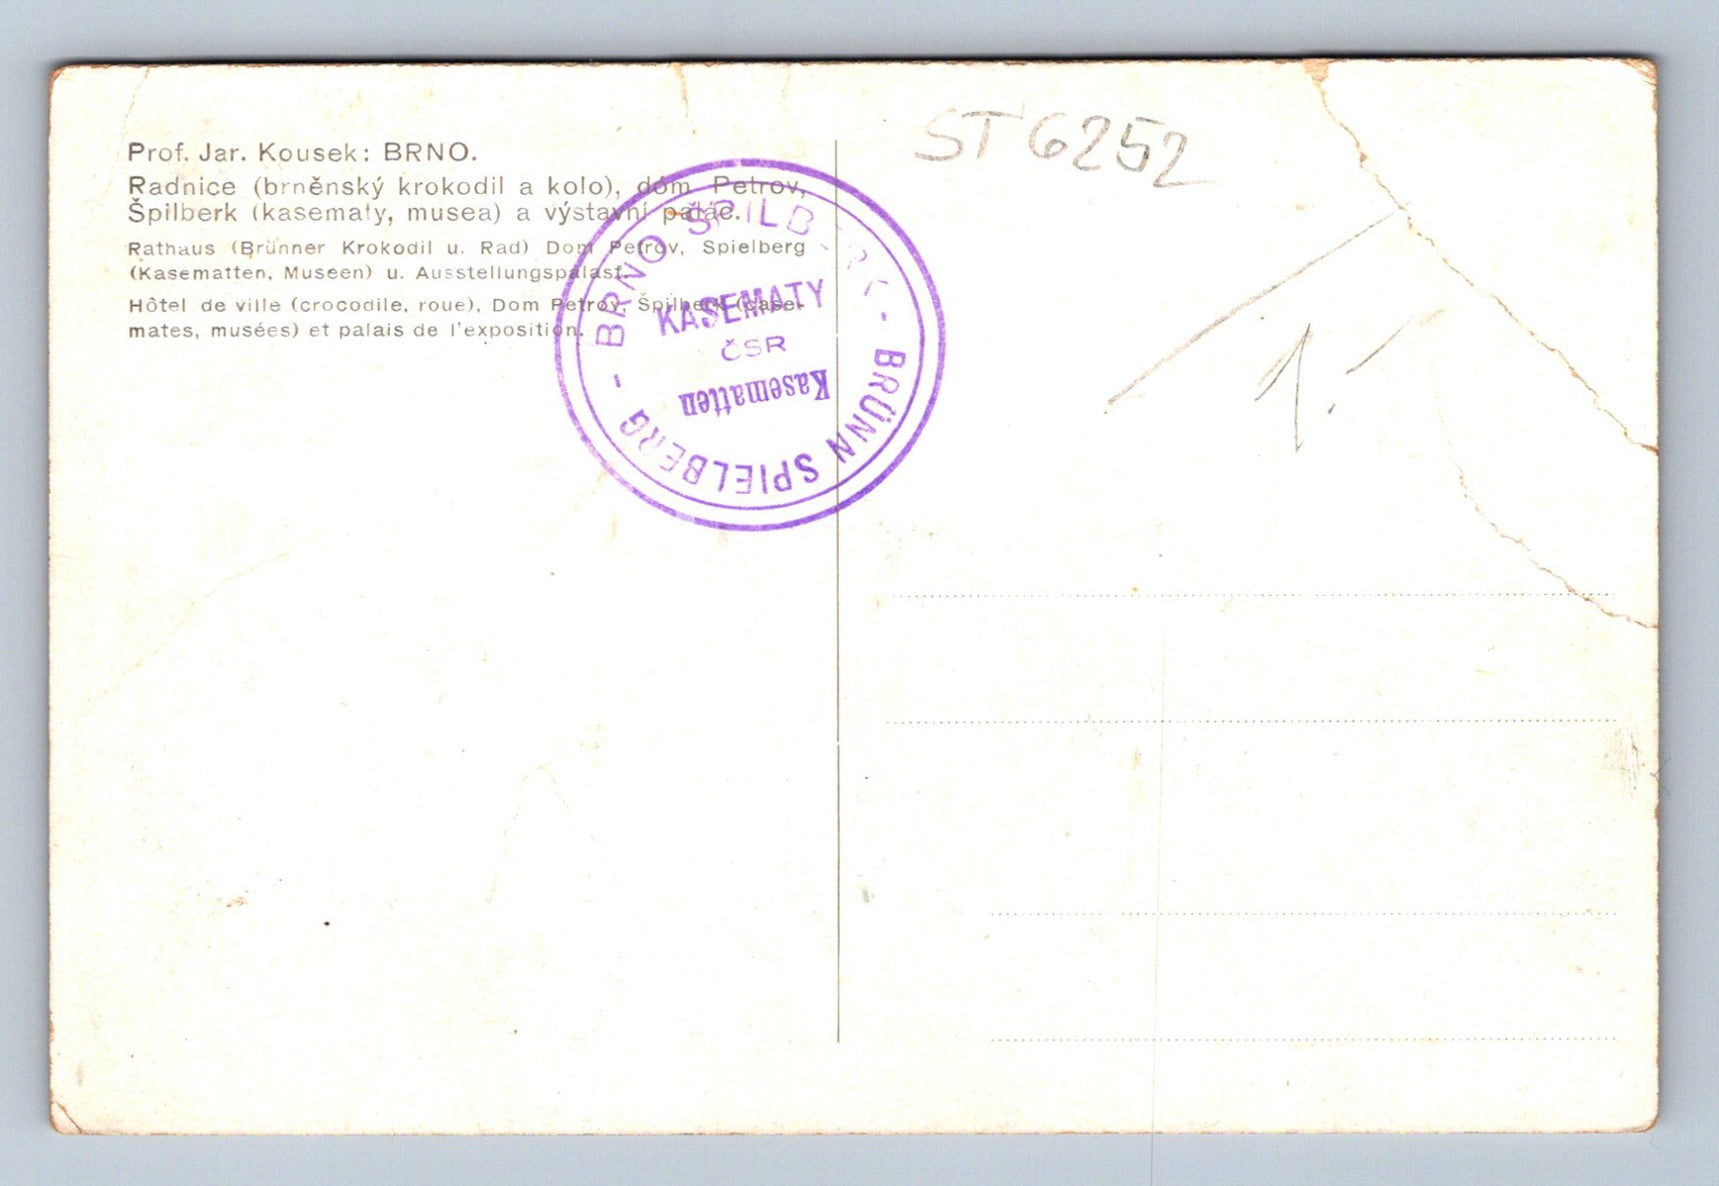 Prof. Jar. Kousek: BRNO.
Radnice (brněnský krokodil a kolo), dóm Petrov,
Špilberk (kasematy, musea) a výstavní palác.
Rathaus (Brünner Krokodil u. Rad) Dom Petrov, Spielberg
(Kasematten, Museen) u. Ausstellungspalast.
Hôtel de ville (crocodile, roue), Dom Petrov, Špilberk (case-
mates, musées) et palais de l'exposition.
- BRNO ŠPILBERK - BRÜNN SPIELBERG
KASEMATY
ČSR
Kasematten
ST 6252
1.-